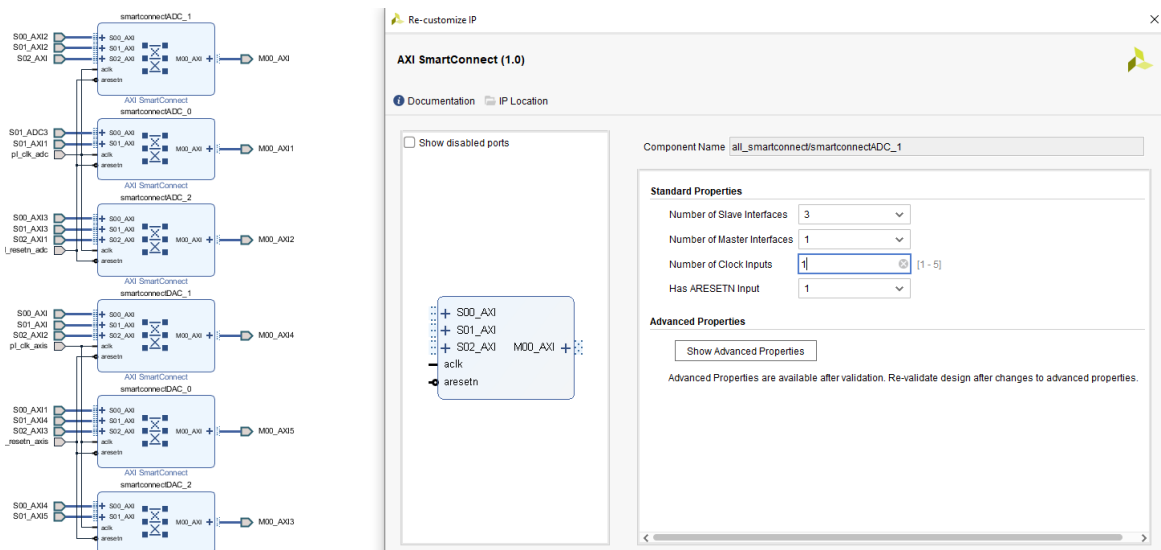 smartconnectADC_1
S00_AXI2
S01_AXI2
S02_AXI
S00_AXI
S01_AXI
S02_AXI
aclk
aresetn
M00_AXI
M00_AXI
AXI SmartConnect
smartconnectADC_0
S01_ADC3
S01_AXI1
pl_clk_adc
S00_AXI
S01_AXI
aclk
aresetn
M00_AXI
M00_AXI1
AXI SmartConnect
smartconnectADC_2
S00_AXI3
S01_AXI3
S02_AXI1
l_resetn_adc
S00_AXI
S01_AXI
S02_AXI
aclk
aresetn
M00_AXI
M00_AXI2
AXI SmartConnect
smartconnectDAC_1
S00_AXI
S01_AXI
S02_AXI2
pl_clk_axis
S00_AXI
S01_AXI
S02_AXI
aclk
aresetn
M00_AXI
M00_AXI4
AXI SmartConnect
smartconnectDAC_0
S00_AXI1
S01_AXI4
S02_AXI3
_resetn_axis
S00_AXI
S01_AXI
S02_AXI
aclk
aresetn
M00_AXI
M00_AXI5
AXI SmartConnect
smartconnectDAC_2
S00_AXI4
S01_AXI5
S00_AXI
S01_AXI
aclk
aresetn
M00_AXI
M00_AXI3
Re-customize IP
AXI SmartConnect (1.0)
Documentation IP Location
Show disabled ports
S00_AXI
S01_AXI
S02_AXI M00_AXI
aclk
aresetn
Component Name all_smartconnect/smartconnectADC_1
Standard Properties
Number of Slave Interfaces 3
Number of Master Interfaces 1
Number of Clock Inputs 1 [1 - 5]
Has ARESETN Input 1
Advanced Properties
Show Advanced Properties
Advanced Properties are available after validation. Re-validate design after changes to advanced properties.